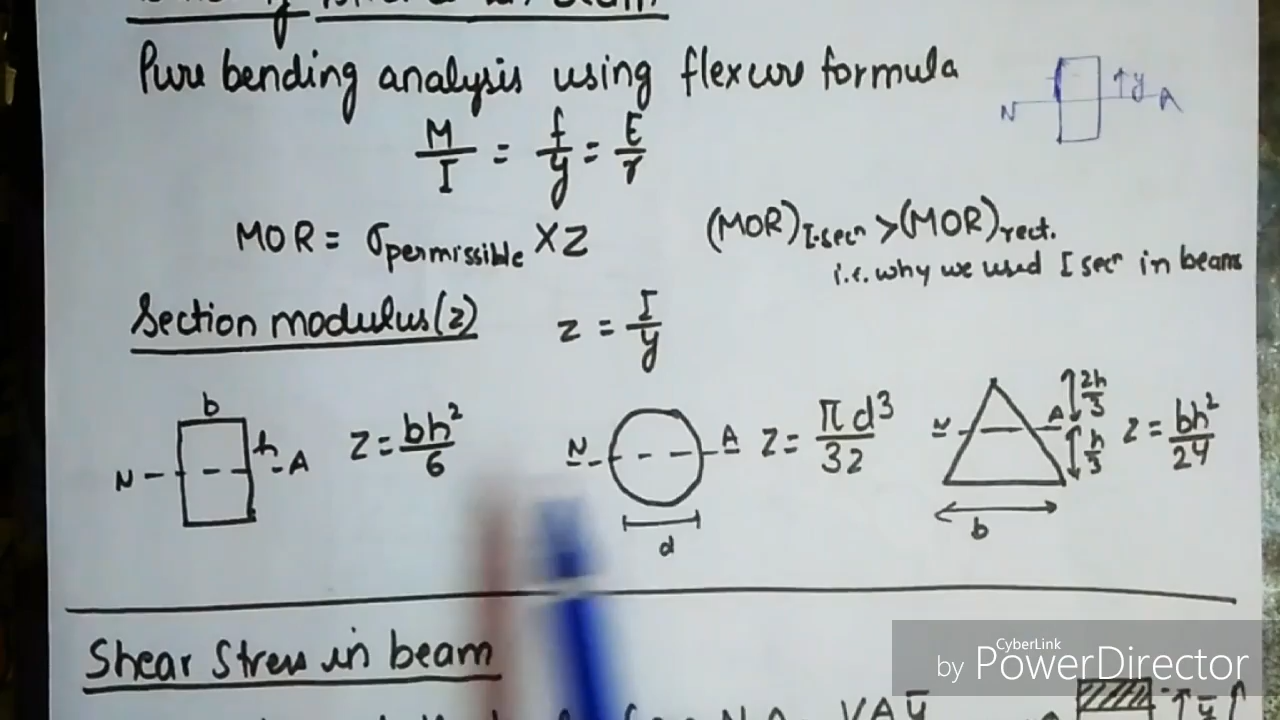 Pure bending analysis using flexure formula
N ↑y A
M/I = f/y = E/r
MOR = σpermissible × Z
(MOR)I-secⁿ > (MOR)rect.
i.e. why we used I secⁿ in beams
Section modulus(z)
z = I/y
b
h
N A
Z = bh²/6
N A
d
Z = πd³/32
N A
2h/3
h/3
b
Z = bh²/24
Shear Stress in beam
CyberLink
by PowerDirector
VAȳ
ȳ